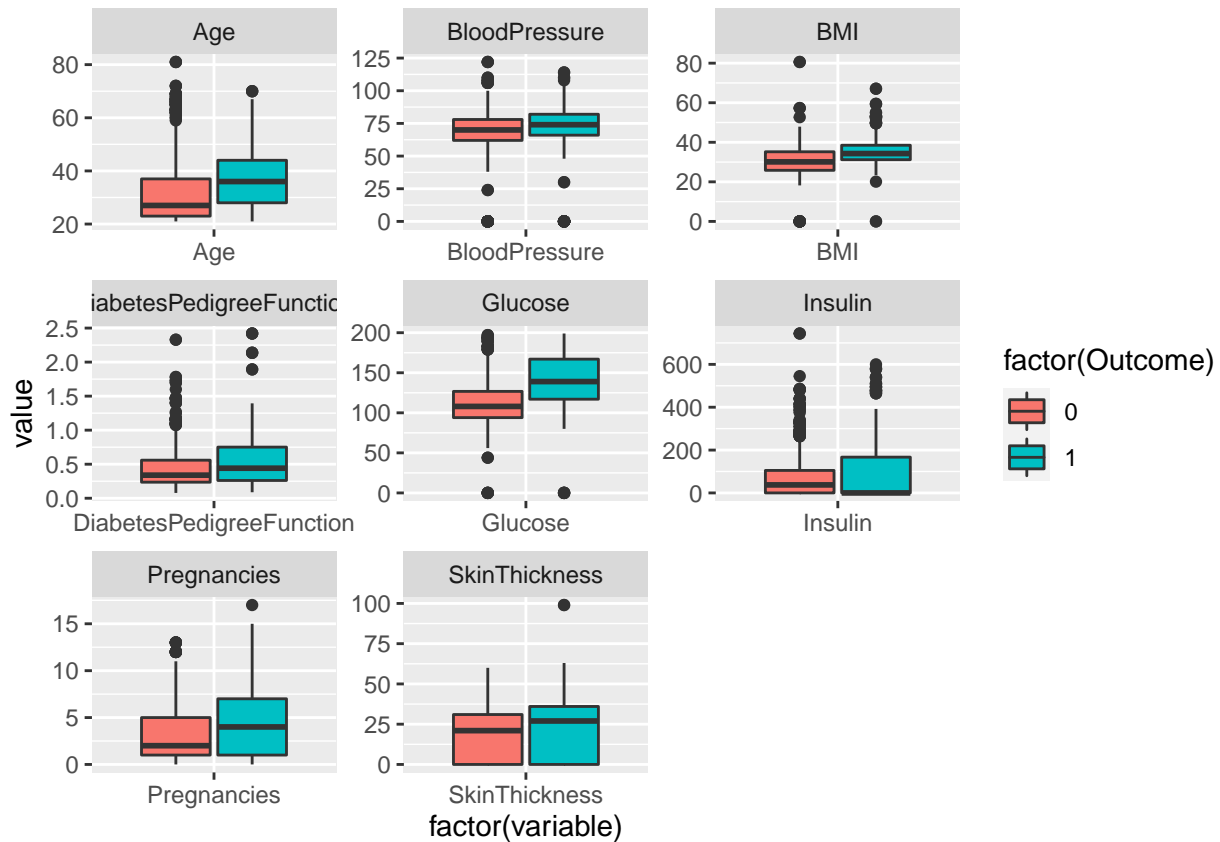 Age
BloodPressure
BMI
80
60
40
20
125
100
75
50
25
0
80
60
40
20
0
Age
BloodPressure
BMI
iabetesPedigreeFunctio
Glucose
Insulin
2.5
2.0
1.5
1.0
0.5
0.0
200
150
100
50
0
600
400
200
0
DiabetesPedigreeFunction
Glucose
Insulin
Pregnancies
SkinThickness
15
10
5
0
100
75
50
25
0
Pregnancies
SkinThickness
value
factor(variable)
factor(Outcome)
0
1